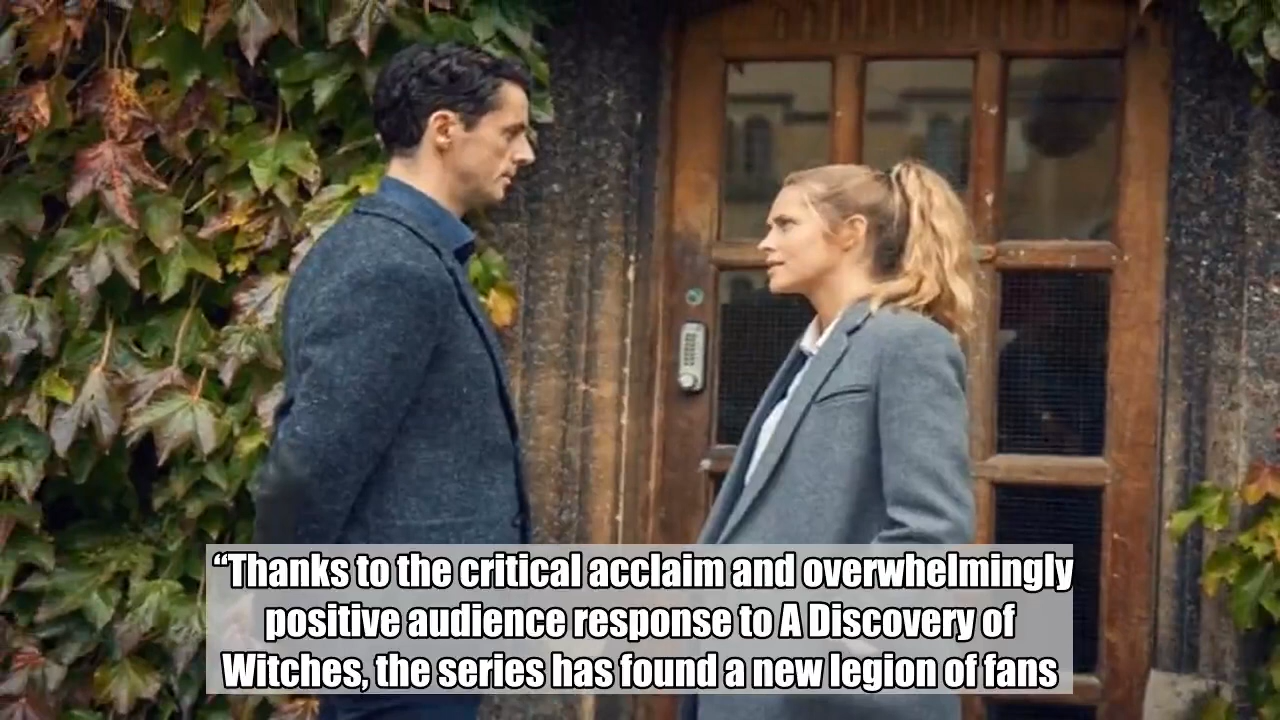 “Thanks to the critical acclaim and overwhelmingly
positive audience response to A Discovery of
Witches, the series has found a new legion of fans